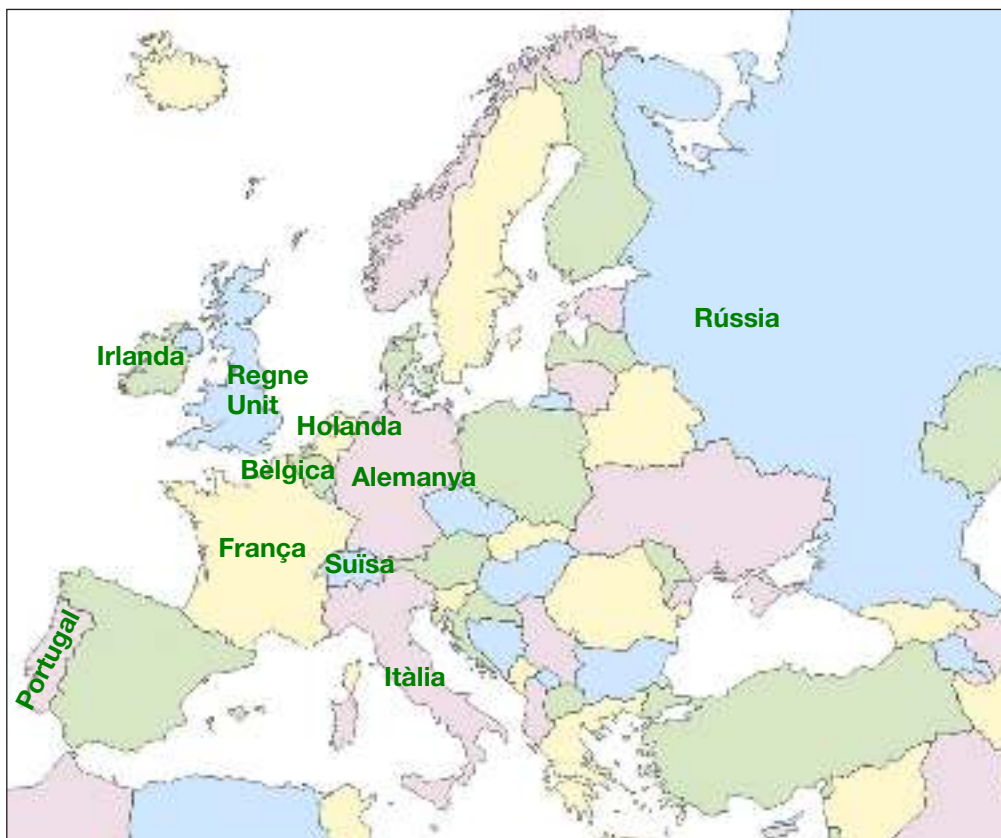 Rússia
Irlanda
Regne
Unit
Holanda
Bèlgica
Alemanya
França
Suïsa
Portugal
Itàlia